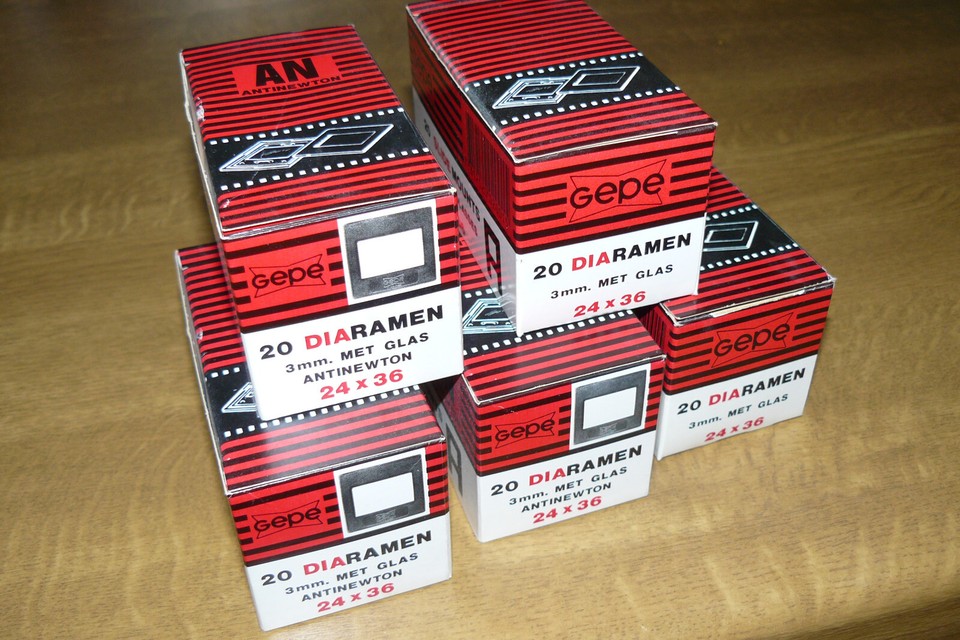 AN
ANTINEWTON
Gepe
20 DIARAMEN
3mm. MET GLAS
ANTINEWTON
24 x 36
Gepe
20 DIARAMEN
3mm. MET GLAS
24 x 36
Gepe
20 DIARAMEN
3mm. MET GLAS
24 x 36
Gepe
20 DIARAMEN
3mm. MET GLAS
ANTINEWTON
24 x 36
Gepe
20 DIARAMEN
3mm. MET GLAS
ANTINEWTON
24 x 36